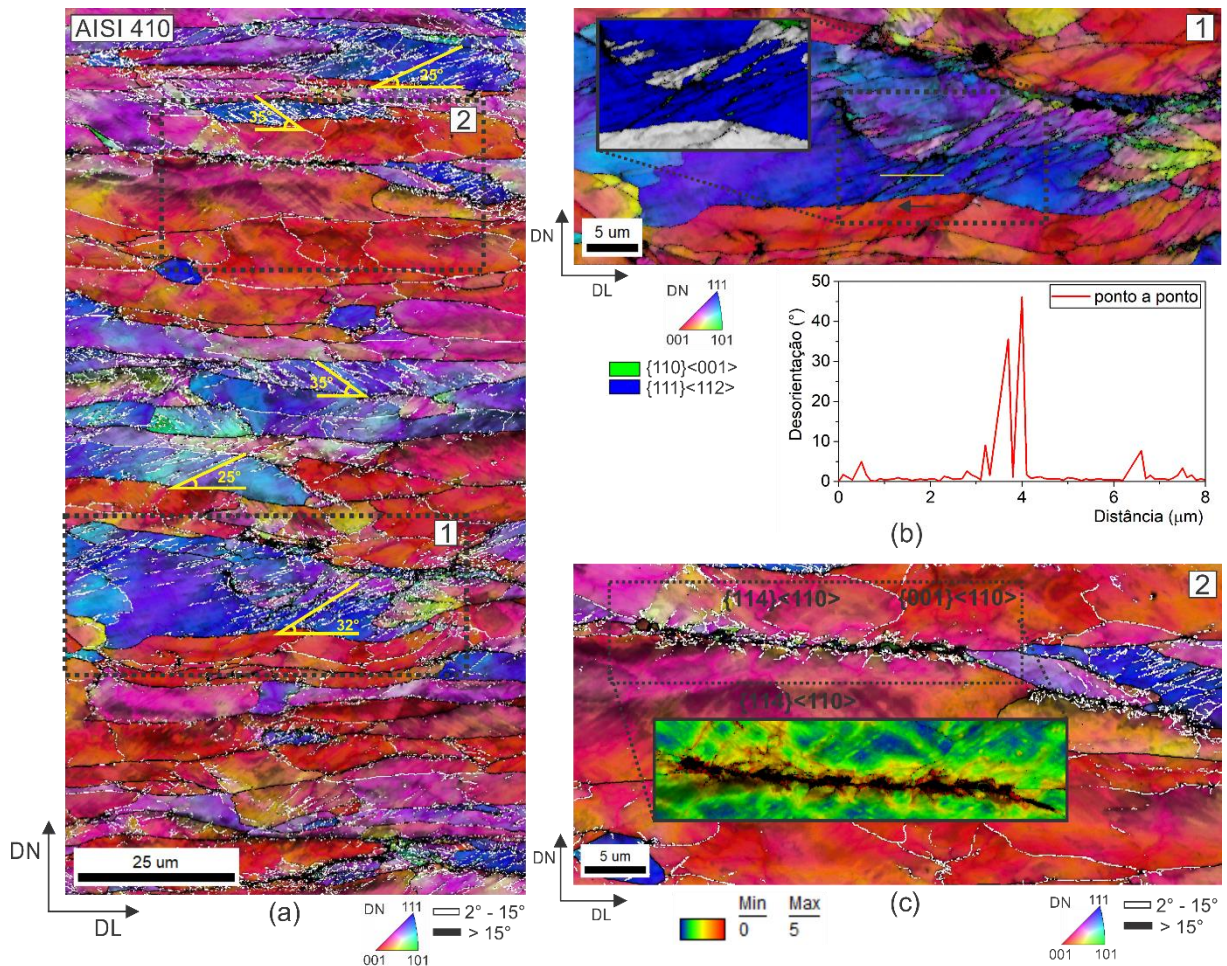 AISI 410
25°
35°
2
35°
25°
1
32°
DN
DL
25 um
(a)
DN
111
001
101
2° - 15°
> 15°
1
5 um
DN
DL
DN
111
001
101
{110}<001>
{111}<112>
Desorientação (°)
50
40
30
20
10
0
0
2
4
6
8
ponto a ponto
Distância (μm)
(b)
2
{114}<110>
{001}<110>
{114}<110>
5 um
DN
DL
Min
Max
0
5
(c)
DN
111
001
101
2° - 15°
> 15°